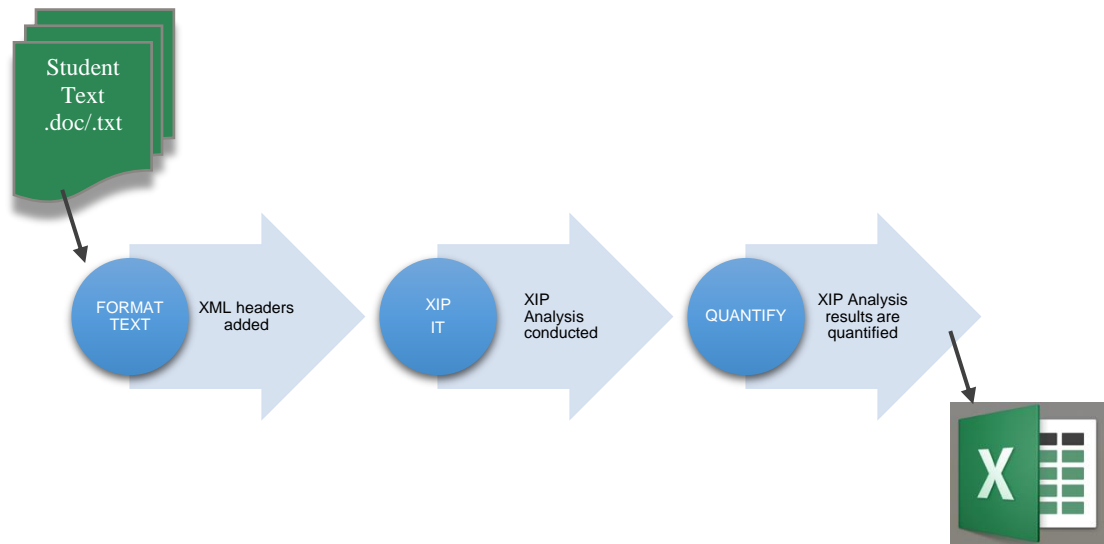 Student
Text
.doc/.txt
FORMAT
TEXT
XML headers
added
XIP
IT
XIP
Analysis
conducted
QUANTIFY
XIP Analysis
results are
quantified
X